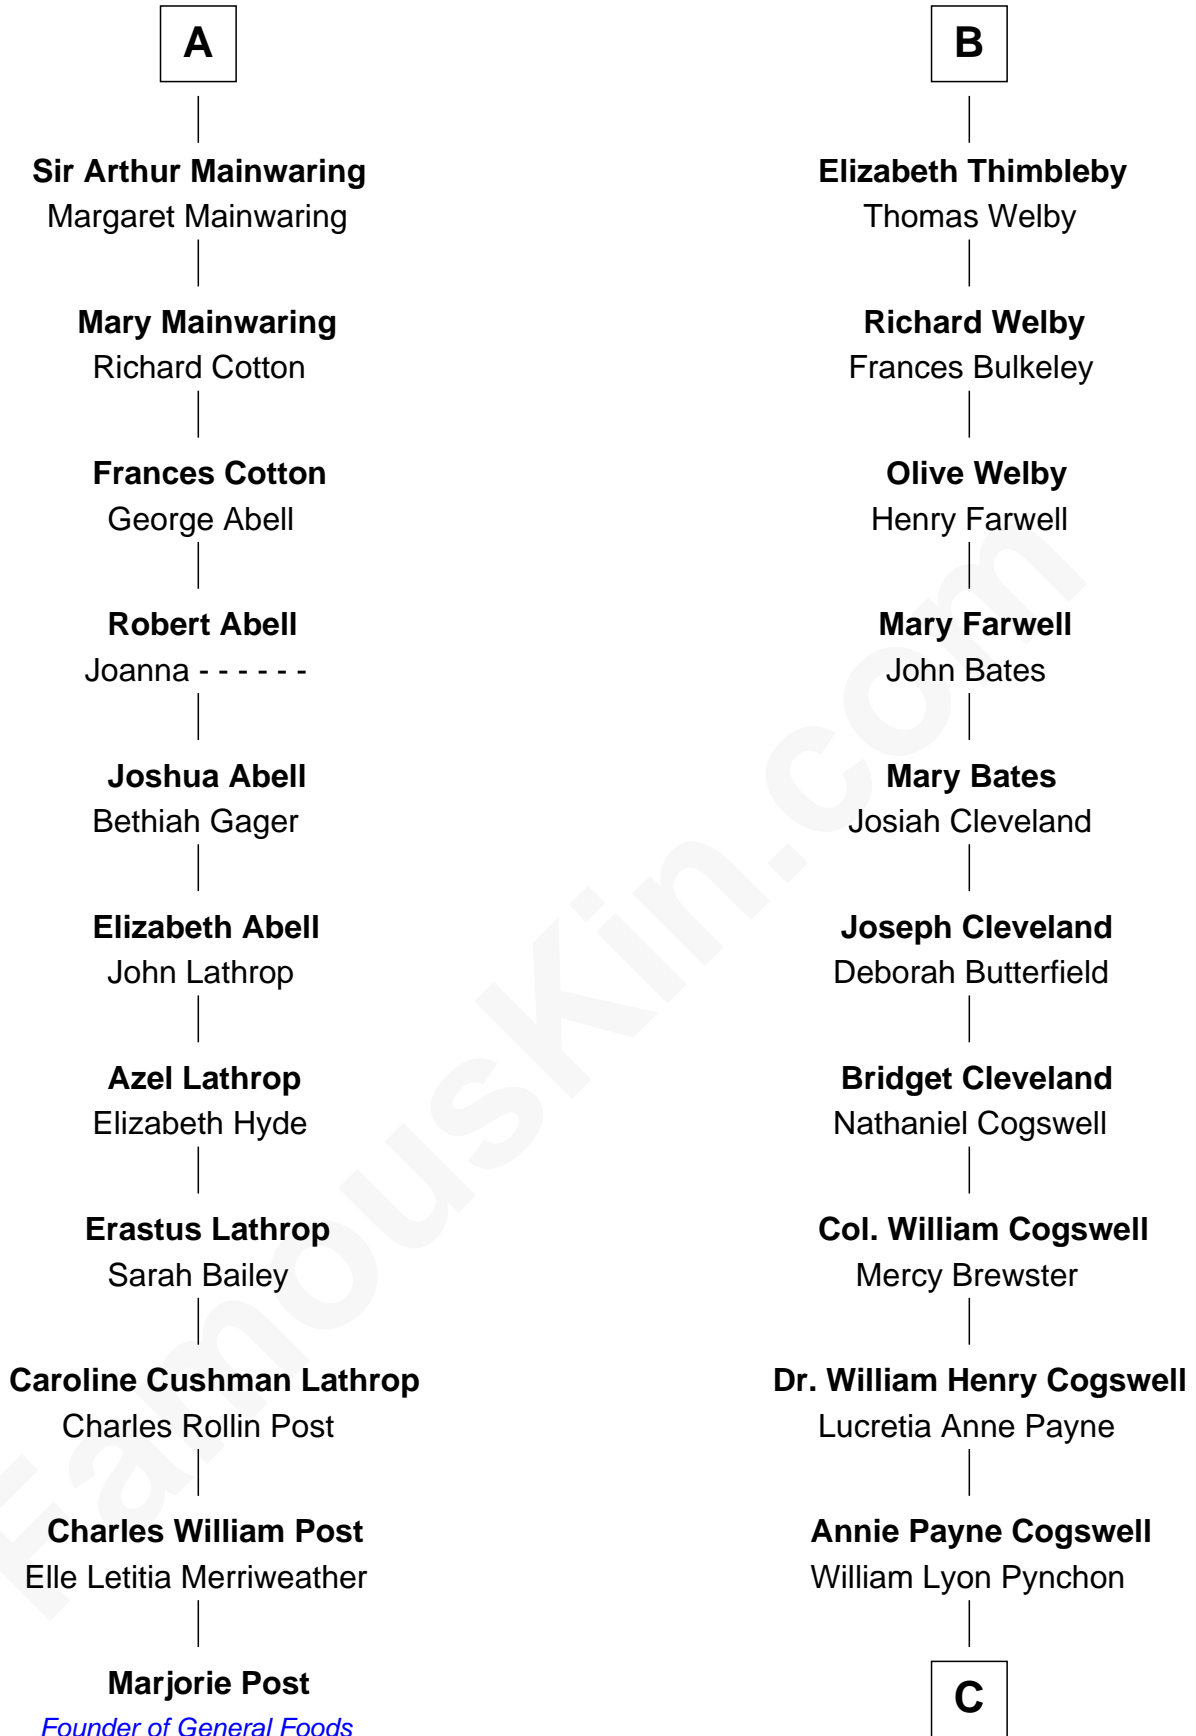 A
Sir Arthur Mainwaring
Margaret Mainwaring
Mary Mainwaring
Richard Cotton
Frances Cotton
George Abell
Robert Abell
Joanna - - - - - -
Joshua Abell
Bethiah Gager
Elizabeth Abell
John Lathrop
Azel Lathrop
Elizabeth Hyde
Erastus Lathrop
Sarah Bailey
Caroline Cushman Lathrop
Charles Rollin Post
Charles William Post
Elle Letitia Merriweather
Marjorie Post
Founder of General Foods
B
Elizabeth Thimbleby
Thomas Welby
Richard Welby
Frances Bulkeley
Olive Welby
Henry Farwell
Mary Farwell
John Bates
Mary Bates
Josiah Cleveland
Joseph Cleveland
Deborah Butterfield
Bridget Cleveland
Nathaniel Cogswell
Col. William Cogswell
Mercy Brewster
Dr. William Henry Cogswell
Lucretia Anne Payne
Annie Payne Cogswell
William Lyon Pynchon
C
FamousKin.com